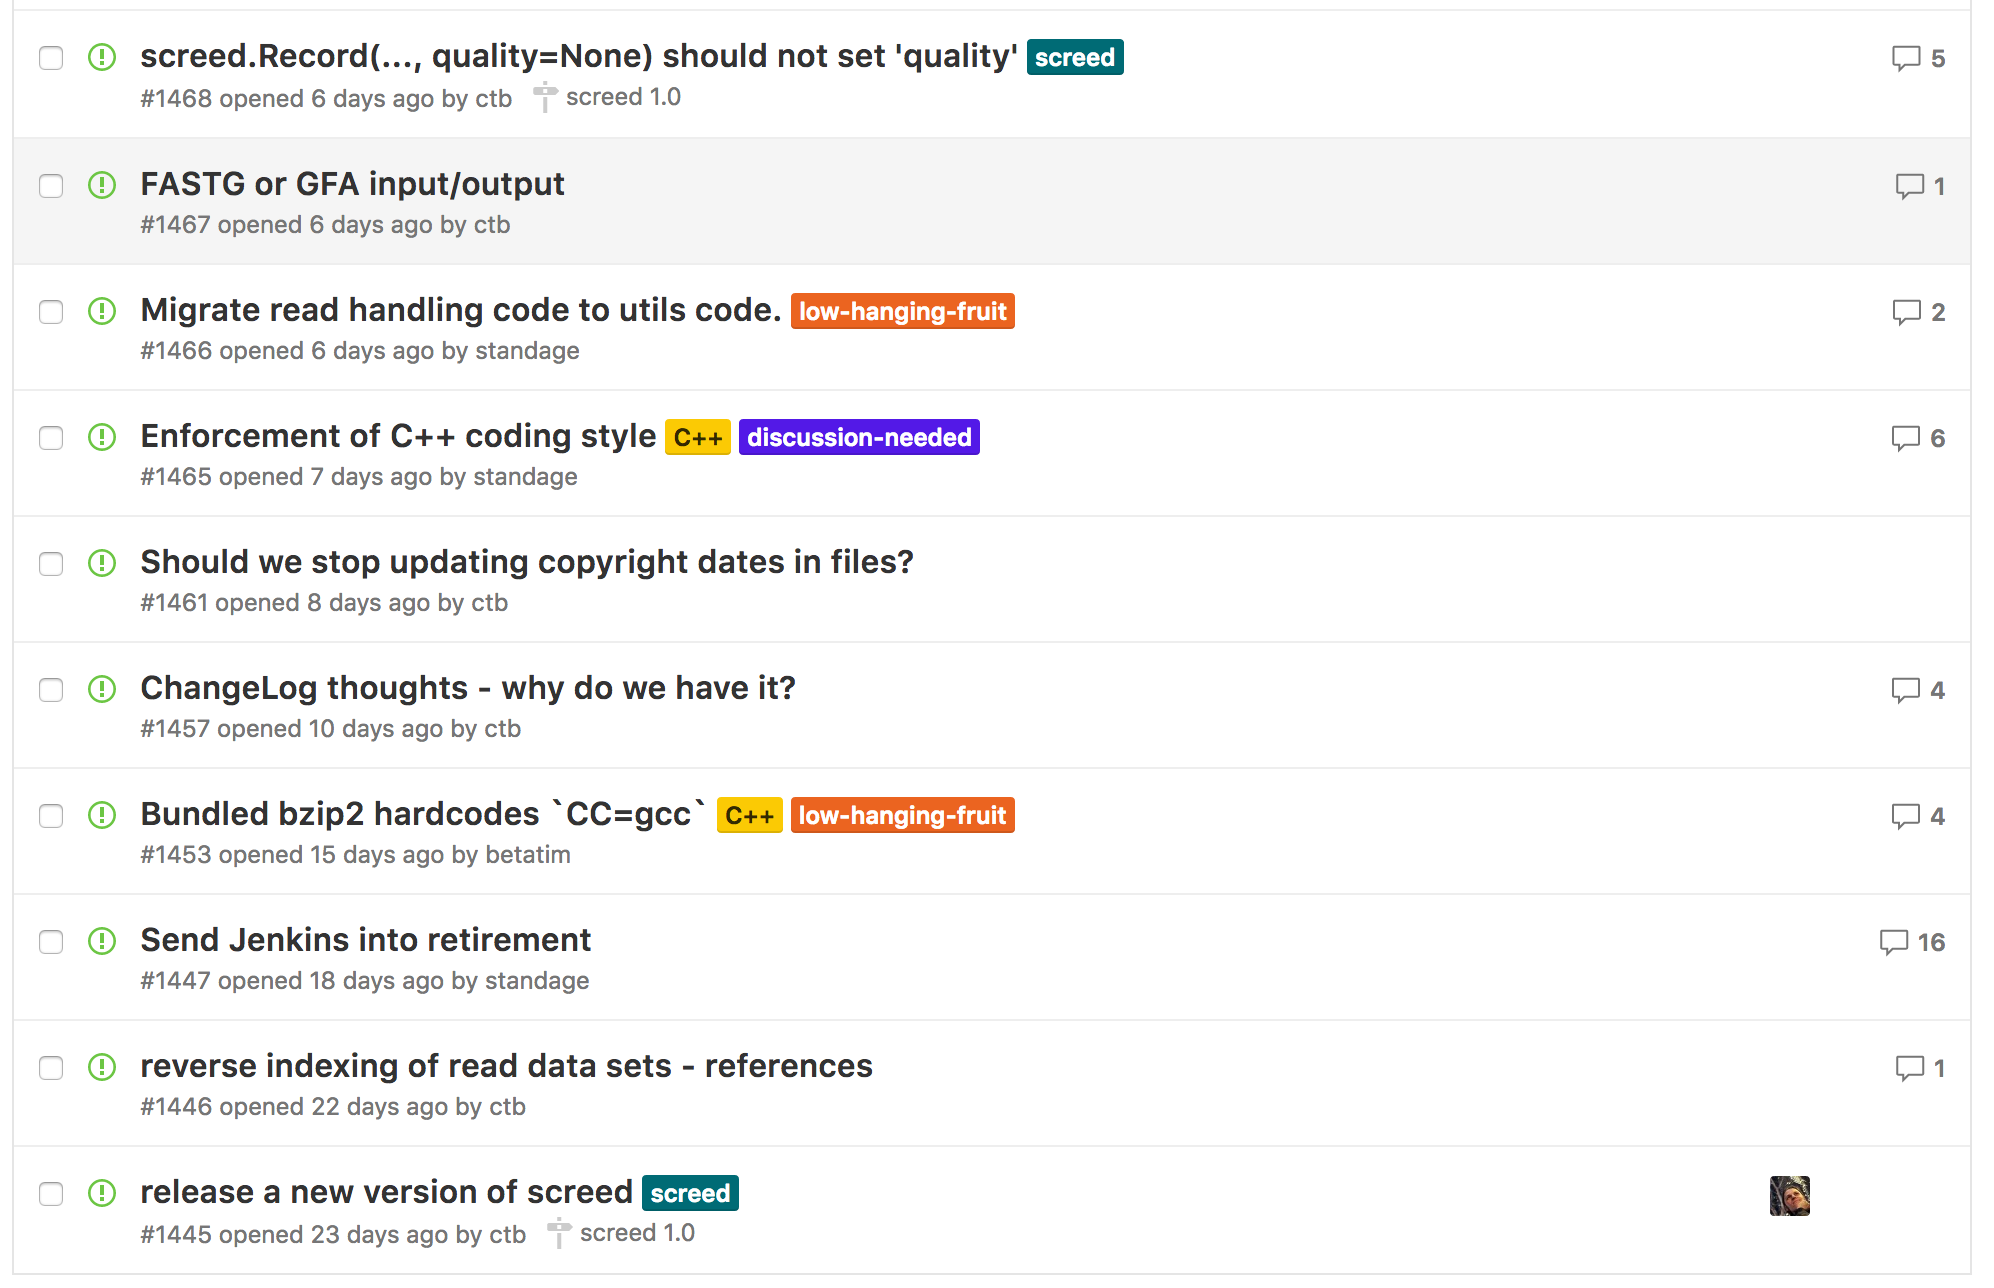 screed.Record(..., quality=None) should not set 'quality' screed 5
#1468 opened 6 days ago by ctb screed 1.0
FASTG or GFA input/output 1
#1467 opened 6 days ago by ctb
Migrate read handling code to utils code. low-hanging-fruit 2
#1466 opened 6 days ago by standage
Enforcement of C++ coding style C++ discussion-needed 6
#1465 opened 7 days ago by standage
Should we stop updating copyright dates in files?
#1461 opened 8 days ago by ctb
ChangeLog thoughts - why do we have it? 4
#1457 opened 10 days ago by ctb
Bundled bzip2 hardcodes `CC=gcc` C++ low-hanging-fruit 4
#1453 opened 15 days ago by betatim
Send Jenkins into retirement 16
#1447 opened 18 days ago by standage
reverse indexing of read data sets - references 1
#1446 opened 22 days ago by ctb
release a new version of screed screed
#1445 opened 23 days ago by ctb screed 1.0